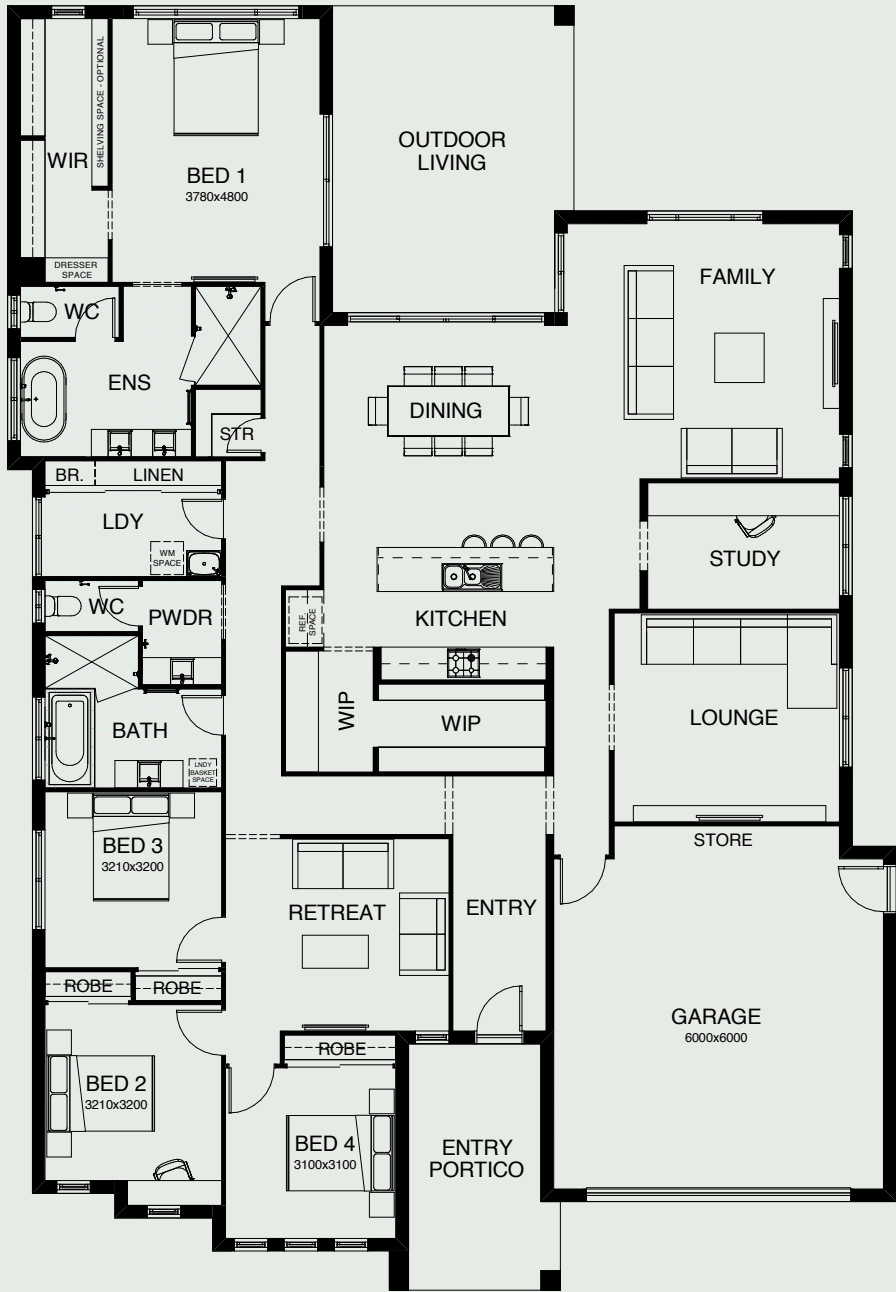 SHELVING SPACE - OPTIONAL
WIR
BED 1
3780x4800
OUTDOOR
LIVING
DRESSER
SPACE
FAMILY
WC
ENS
STR
DINING
BR.
LINEN
LDY
WM
SPACE
STUDY
WC
PWDR
REF.
SPACE
KITCHEN
WIP
WIP
LOUNGE
BATH
LNDY
BASKET
SPACE
BED 3
3210x3200
STORE
RETREAT
ENTRY
ROBE
ROBE
GARAGE
6000x6000
ROBE
BED 2
3210x3200
BED 4
3100x3100
ENTRY
PORTICO